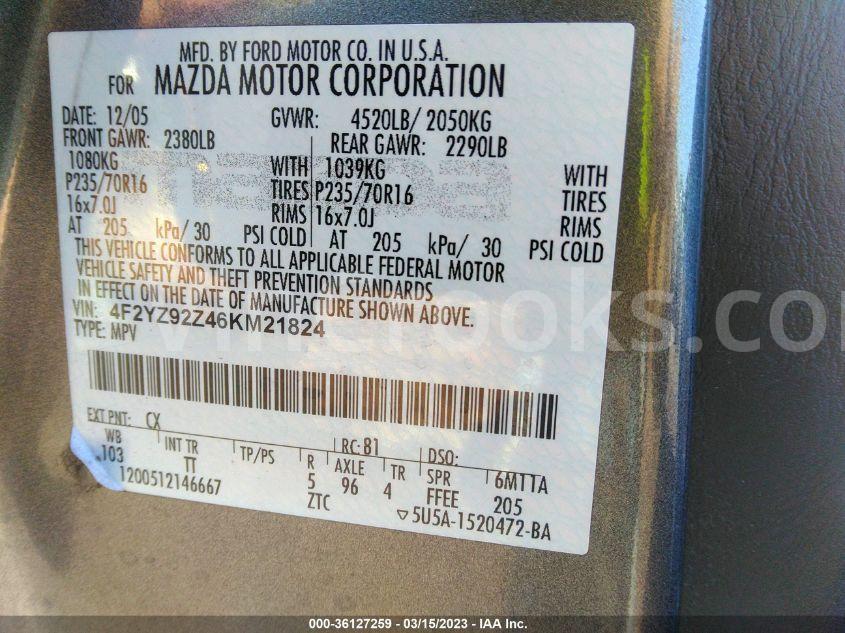 MFD. BY FORD MOTOR CO. IN U.S.A.
FOR MAZDA MOTOR CORPORATION
DATE: 12/05 GVWR: 4520LB/ 2050KG
FRONT GAWR: 2380LB REAR GAWR: 2290LB
1080KG WITH 1039KG WITH
P235/70R16 TIRES P235/70R16 TIRES
16x7.0J RIMS 16x7.0J RIMS
AT 205 kPa/ 30 PSI COLD AT 205 kPa/ 30 PSI COLD
THIS VEHICLE CONFORMS TO ALL APPLICABLE FEDERAL MOTOR
VEHICLE SAFETY AND THEFT PREVENTION STANDARDS
IN EFFECT ON THE DATE OF MANUFACTURE SHOWN ABOVE.
VIN: 4F2YZ92Z46KM21824
TYPE: MPV
EXT PNT: CX RC: 81 DSO:
WB INT TR TP/PS R AXLE TR SPR 6M11A
103 TT 5 96 4 FFEE 205
1200512146667 ZTC 5U5A-1520472-BA
000-36127259 - 03/15/2023 - IAA Inc.